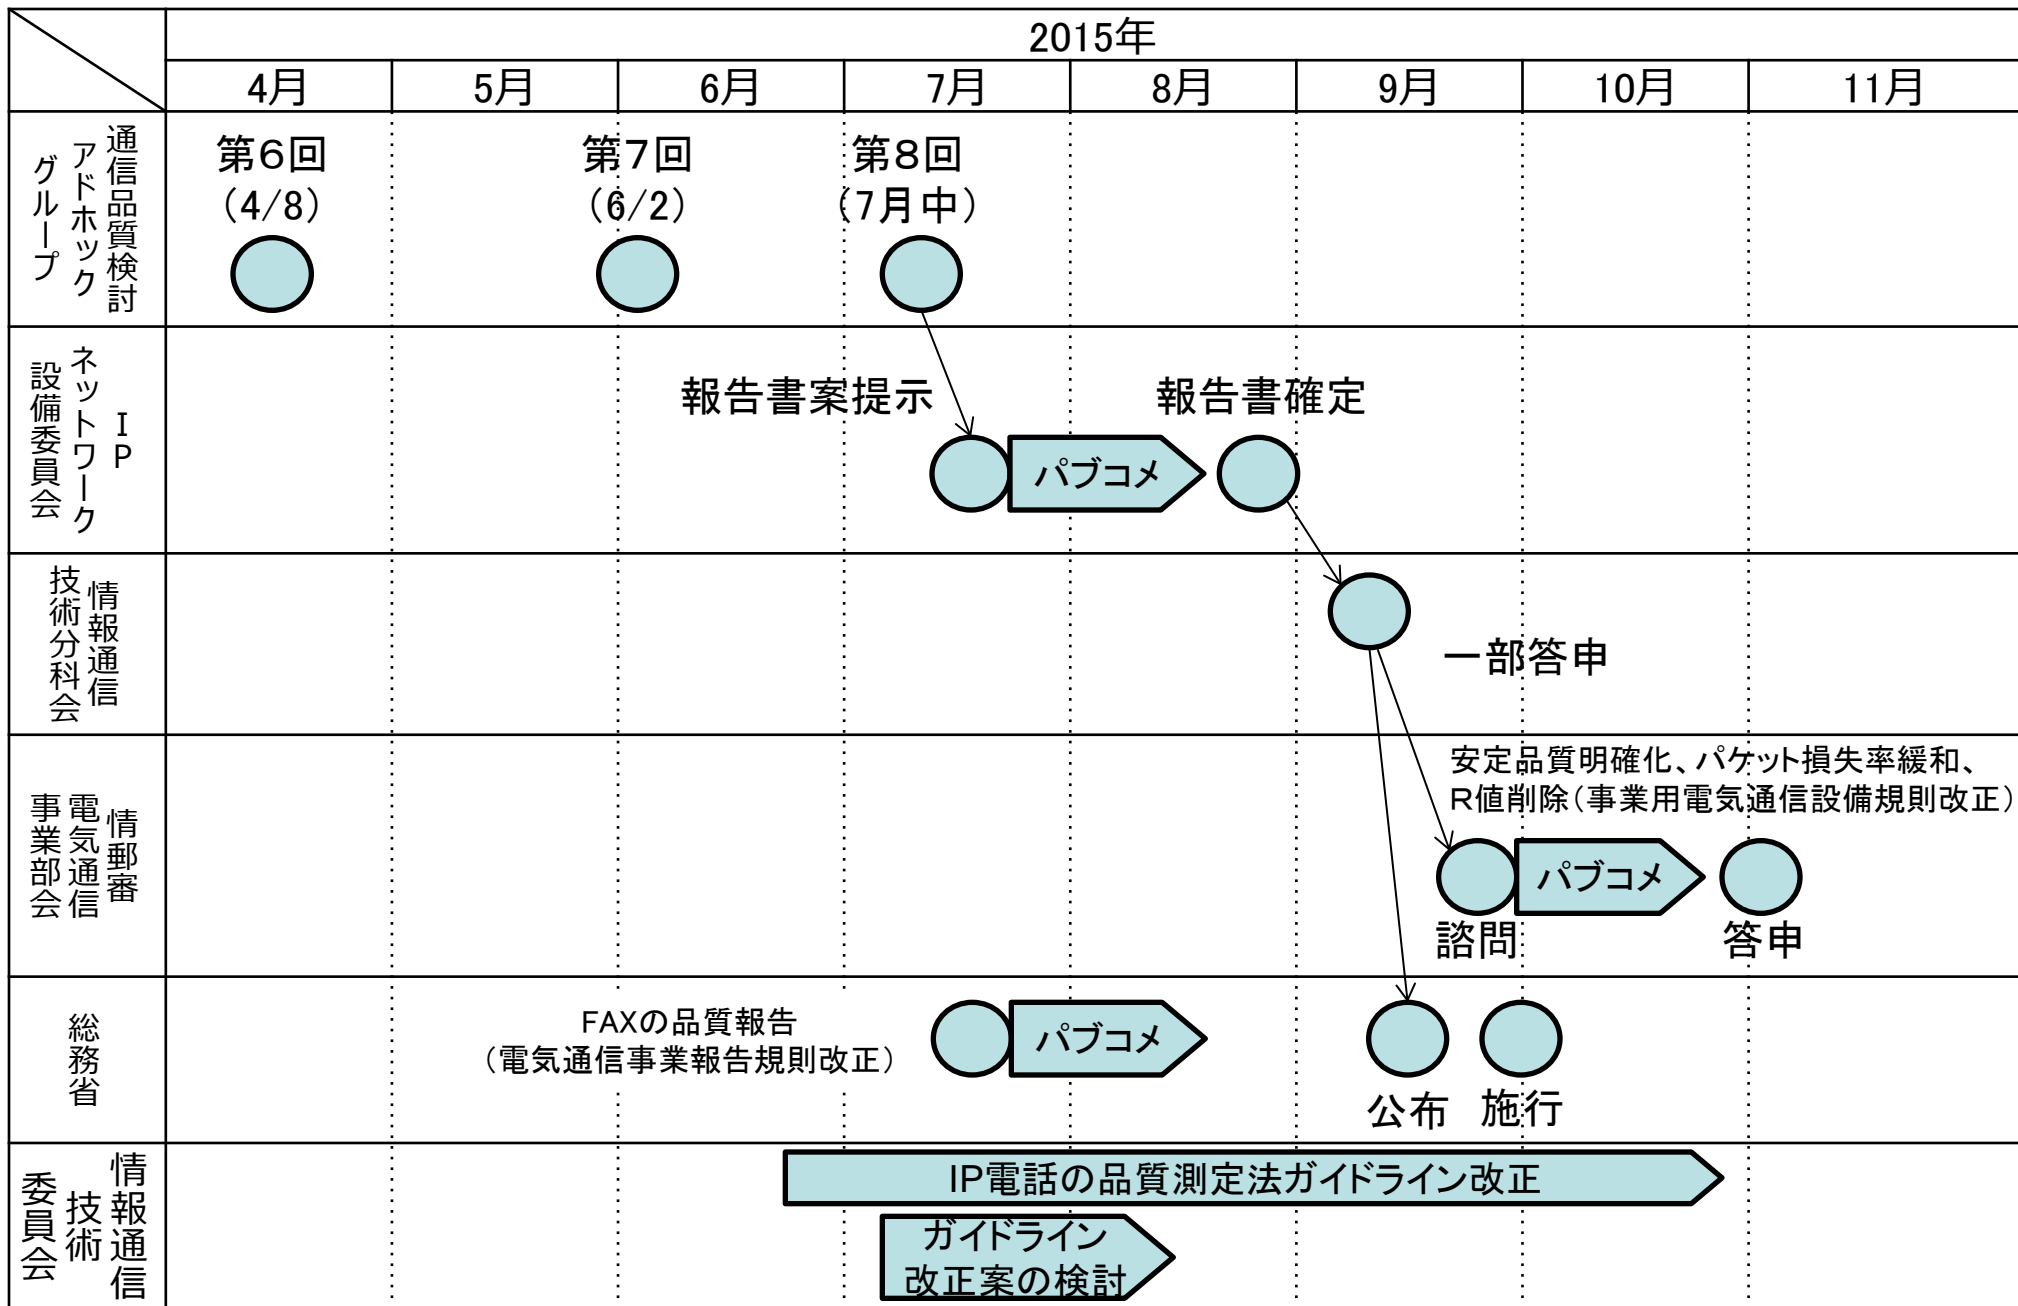 2015年
4月
5月
6月
7月
8月
9月
10月
11月
通信品質検討
アドホック
グループ
第６回
（4/8）
第７回
（6/2）
第８回
（7月中）
ＩＰ
ネットワーク
設備委員会
報告書案提示
パブコメ
報告書確定
情報通信
技術分科会
一部答申
情郵審
電気通信
事業部会
安定品質明確化、パケット損失率緩和、
R値削除（事業用電気通信設備規則改正）
パブコメ
諮問
答申
総務省
FAXの品質報告
（電気通信事業報告規則改正）
パブコメ
公布
施行
情報通信
技術
委員会
IP電話の品質測定法ガイドライン改正
ガイドライン
改正案の検討